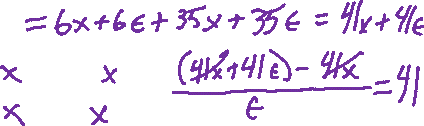 = 6x + 6ε + 35x + 35ε = 41x + 41ε
x x ((41x + 41ε) - 41x)/ε = 41
x x